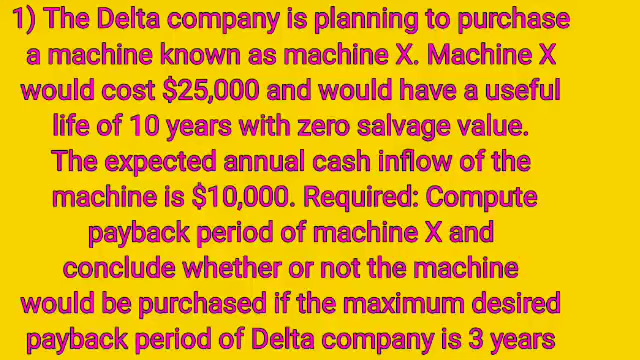 1) The Delta company is planning to purchase
a machine known as machine X. Machine X
would cost $25,000 and would have a useful
life of 10 years with zero salvage value.
The expected annual cash inflow of the
machine is $10,000. Required: Compute
payback period of machine X and
conclude whether or not the machine
would be purchased if the maximum desired
payback period of Delta company is 3 years